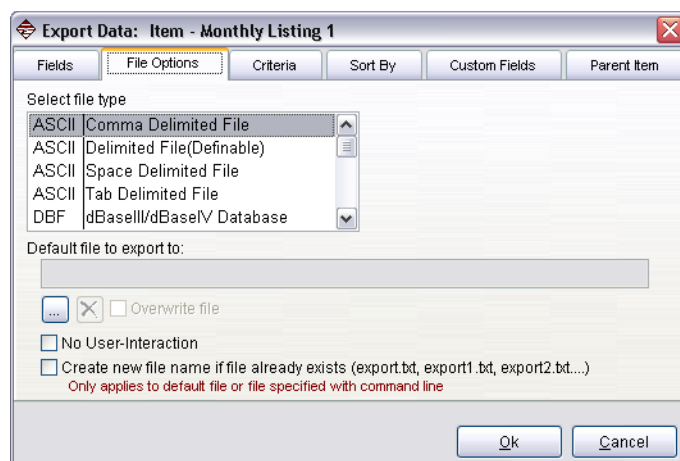 Export Data: Item - Monthly Listing 1
Fields File Options Criteria Sort By Custom Fields Parent Item
Select file type
ASCII Comma Delimited File
ASCII Delimited File(Definable)
ASCII Space Delimited File
ASCII Tab Delimited File
DBF dBaseIII/dBaseIV Database
Default file to export to:
... Overwrite file
No User-Interaction
Create new file name if file already exists (export.txt, export1.txt, export2.txt....)
Only applies to default file or file specified with command line
Ok Cancel